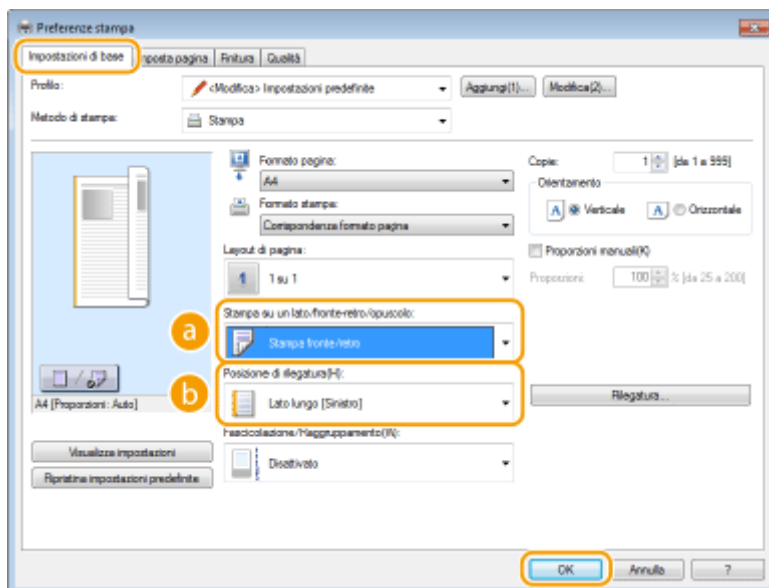 Preferenze stampa
Impostazioni di base Imposta pagina Finitura Qualità
Profilo: <Modifica> Impostazioni predefinite Aggiungi(1)... Modifica(2)...
Metodo di stampa: Stampa
Formato pagina:
A4
Formato stampa:
Corrispondenza formato pagina
Layout di pagina:
1 1 su 1
Copie: 1 [da 1 a 999]
Orientamento
A Verticale A Orizzontale
Proporzioni manuali(K)
Proporzioni: 100 % [da 25 a 200]
a
Stampa su un lato/fronte-retro/opuscolo:
Stampa fronte/retro
b
Posizione di rilegatura(H):
Lato lungo [Sinistro]
Rilegatura...
A4 [Proporzioni: Auto]
Fascicolazione/Raggruppamento(W):
Disattivato
Visualizza impostazioni
Ripristina impostazioni predefinite
OK Annulla ?